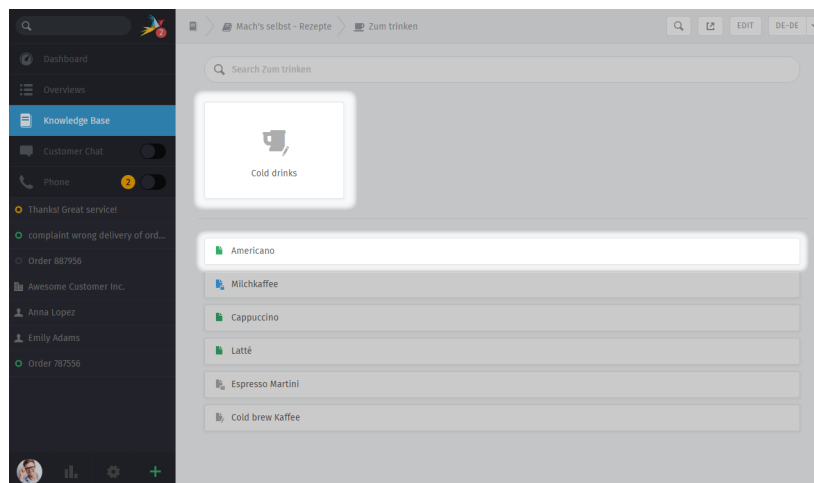 2
Mach's selbst - Rezepte
Zum trinken
EDIT
DE-DE
Dashboard
Overviews
Knowledge Base
Customer Chat
Phone
2
Thanks! Great service!
complaint wrong delivery of ord...
Order 887956
Awesome Customer Inc.
Anna Lopez
Emily Adams
Order 787556
Search Zum trinken
Cold drinks
Americano
Milchkaffee
Cappuccino
Latté
Espresso Martini
Cold brew Kaffee